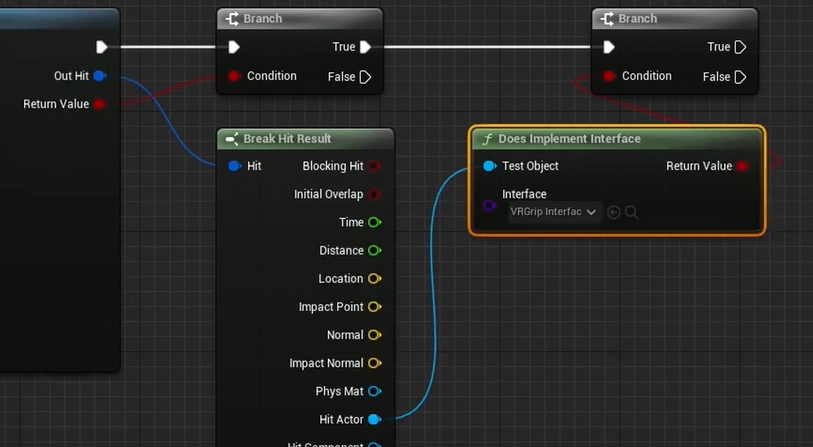 Branch
Branch
True
True
Out Hit
Condition
False
Condition
False
Return Value
Break Hit Result
f Does Implement Interface
Hit
Blocking Hit
Test Object
Return Value
Initial Overlap
Interface
VRGrip Interfac
Time
Distance
Location
Impact Point
Normal
Impact Normal
Phys Mat
Hit Actor
Hit Component